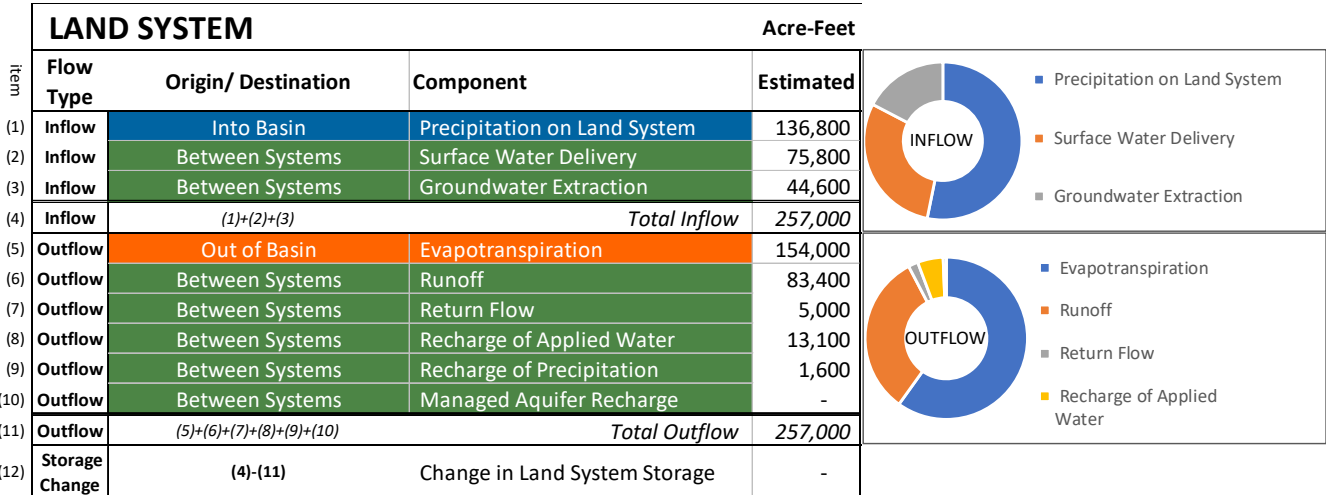 LAND SYSTEM Acre-Feet
item Flow Type Origin/ Destination Component Estimated
(1) Inflow Into Basin Precipitation on Land System 136,800
(2) Inflow Between Systems Surface Water Delivery 75,800
(3) Inflow Between Systems Groundwater Extraction 44,600
(4) Inflow (1)+(2)+(3) Total Inflow 257,000
(5) Outflow Out of Basin Evapotranspiration 154,000
(6) Outflow Between Systems Runoff 83,400
(7) Outflow Between Systems Return Flow 5,000
(8) Outflow Between Systems Recharge of Applied Water 13,100
(9) Outflow Between Systems Recharge of Precipitation 1,600
(10) Outflow Between Systems Managed Aquifer Recharge -
(11) Outflow (5)+(6)+(7)+(8)+(9)+(10) Total Outflow 257,000
(12) Storage Change (4)-(11) Change in Land System Storage -
INFLOW
Precipitation on Land System
Surface Water Delivery
Groundwater Extraction
OUTFLOW
Evapotranspiration
Runoff
Return Flow
Recharge of Applied
Water